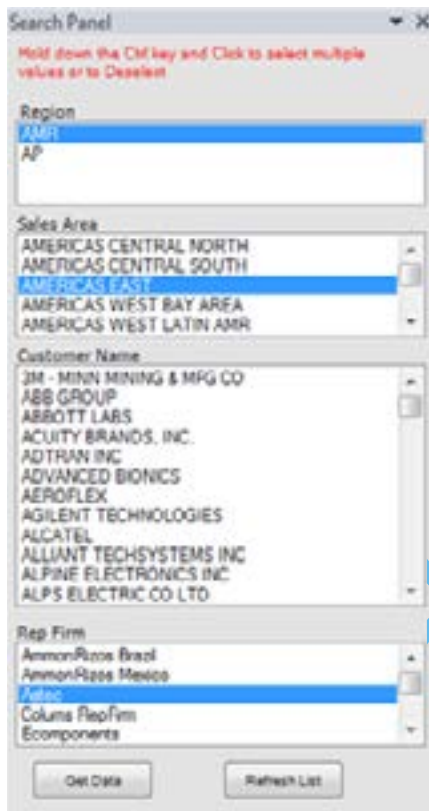 Search Panel
Hold down the Ctrl key and Click to select multiple
values or to Deselect
Region
AMR
AP
Sales Area
AMERICAS CENTRAL NORTH
AMERICAS CENTRAL SOUTH
AMERICAS EAST
AMERICAS WEST BAY AREA
AMERICAS WEST LATIN AMR
Customer Name
3M - MINN MINING & MFG CO
ABB GROUP
ABBOTT LABS
ACUITY BRANDS, INC.
ADTRAN INC
ADVANCED BIONICS
AEROFLEX
AGILENT TECHNOLOGIES
ALCATEL
ALLIANT TECHSYSTEMS INC
ALPINE ELECTRONICS INC
ALPS ELECTRIC CO LTD
Rep Firm
AmmonRizos Brazil
AmmonRizos Mexico
Astec
Colums RepFirm
Ecomponents
Get Data Refresh List